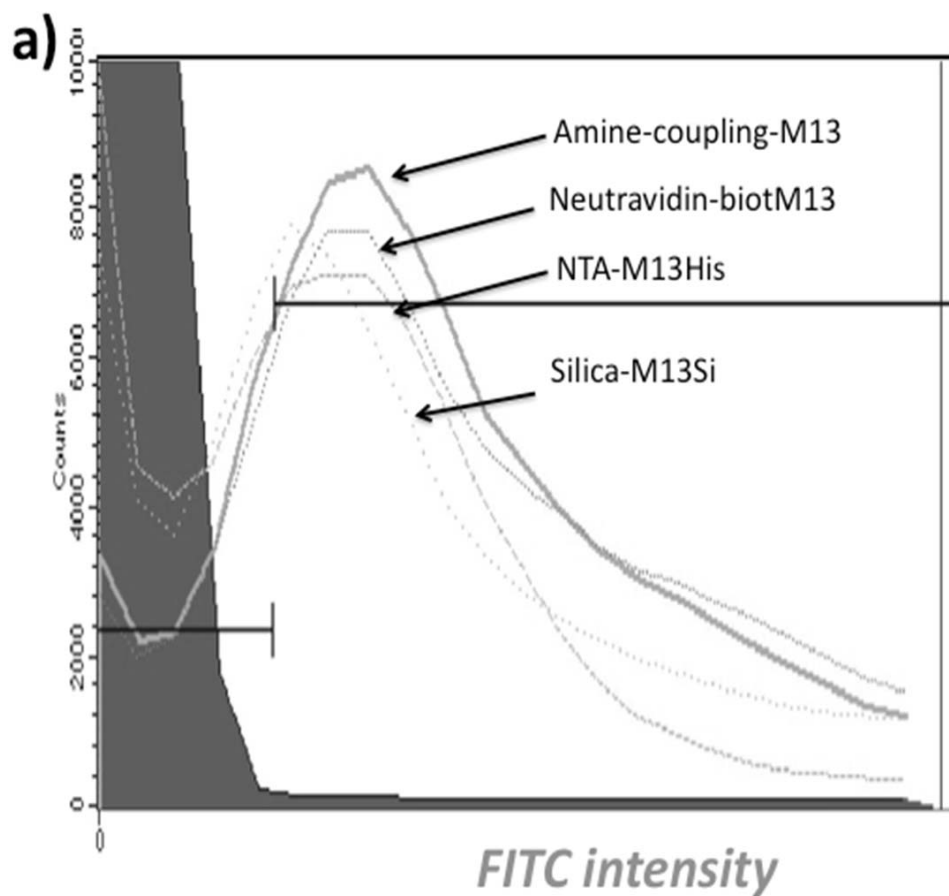 a)
10000
8000
6000
4000
2000
0
Counts
Amine-coupling-M13
Neutravidin-biotM13
NTA-M13His
Silica-M13Si
0
FITC intensity